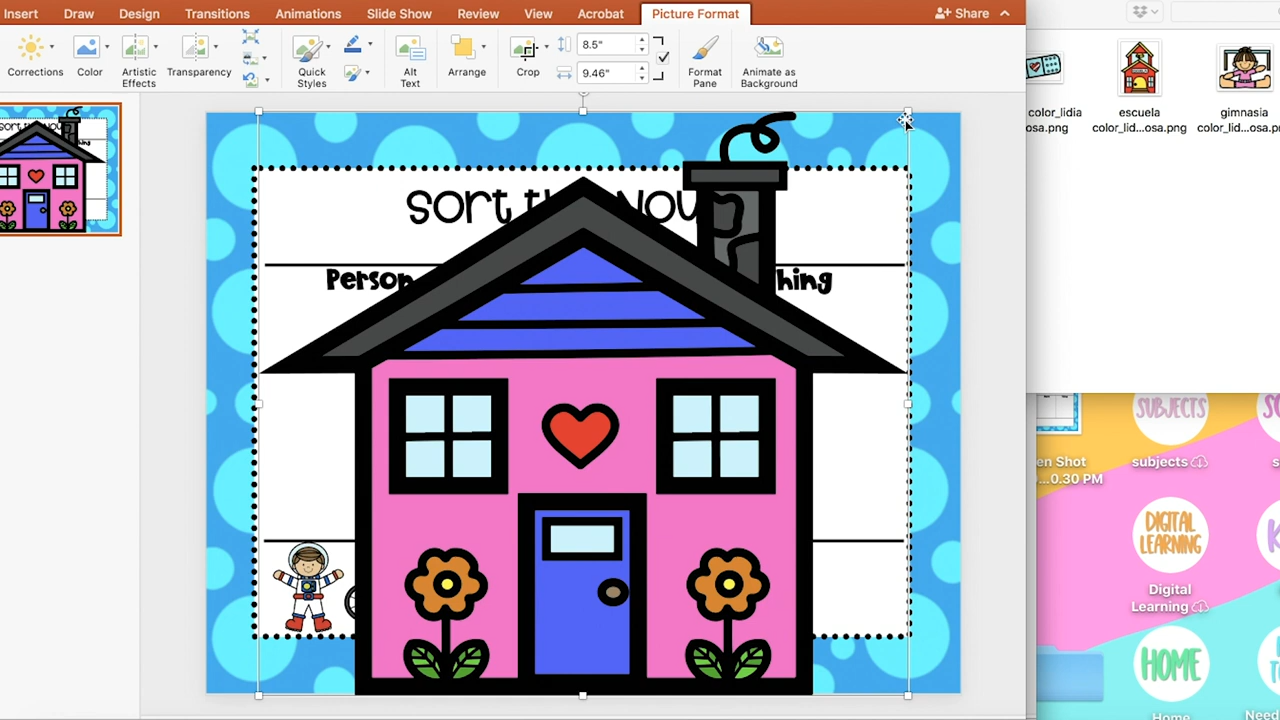 Insert Draw Design Transitions Animations Slide Show Review View Acrobat Picture Format Share
Corrections
Color
Artistic
Effects
Transparency
Quick
Styles
Alt
Text
Arrange
Crop
8.5"
9.46"
Format
Pane
Animate as
Background
color_lidia
osa.png
escuela
color_lid...osa.png
gimnasia
color_lid...osa.p
Sort
Person
hing
SUBJECTS
en Shot
...0.30 PM
subjects
DIGITAL
LEARNING
Digital
Learning
HOME
Home
Need